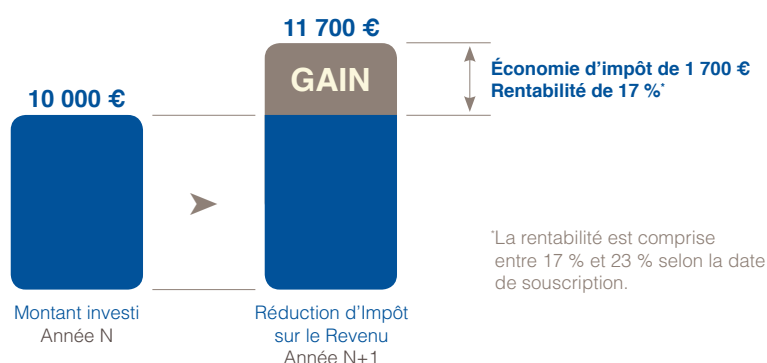 11 700 €
GAIN
Économie d'impôt de 1 700 €
Rentabilité de 17 %*
10 000 €
*La rentabilité est comprise
entre 17 % et 23 % selon la date
de souscription.
Montant investi
Année N
Réduction d'Impôt
sur le Revenu
Année N+1